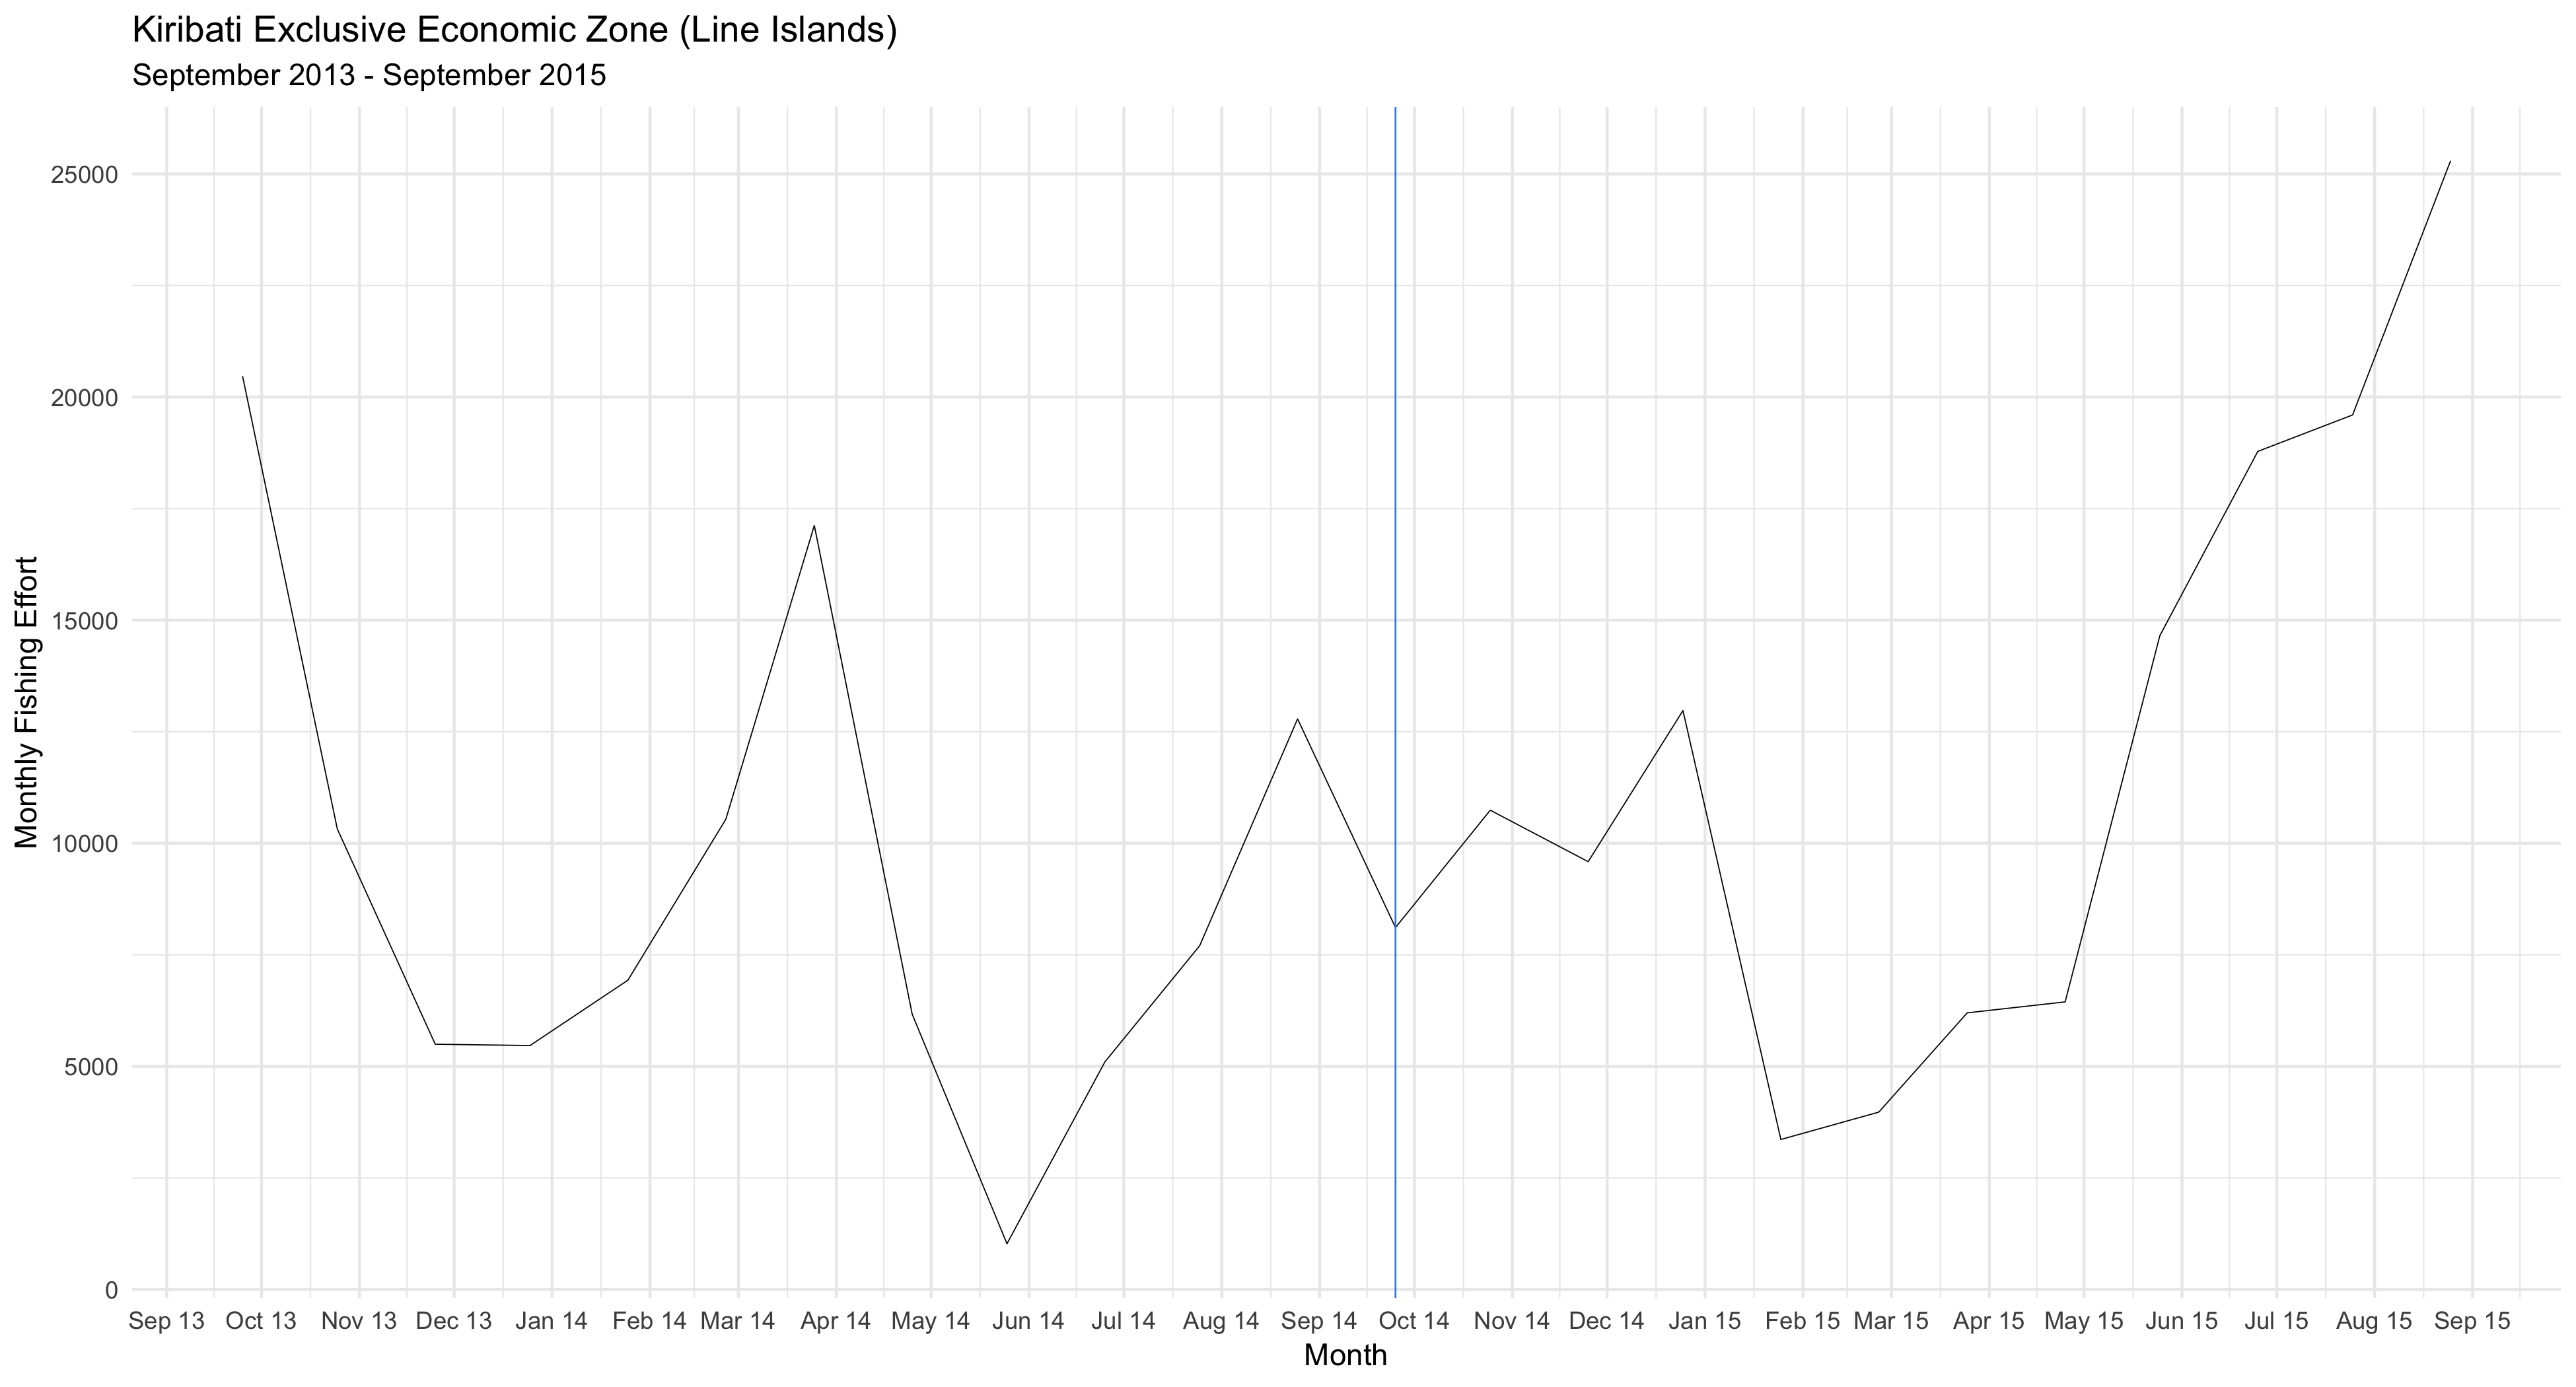 Kiribati Exclusive Economic Zone (Line Islands)
September 2013 - September 2015
Monthly Fishing Effort
25000
20000
15000
10000
5000
0
Sep 13 Oct 13 Nov 13 Dec 13 Jan 14 Feb 14 Mar 14 Apr 14 May 14 Jun 14 Jul 14 Aug 14 Sep 14 Oct 14 Nov 14 Dec 14 Jan 15 Feb 15 Mar 15 Apr 15 May 15 Jun 15 Jul 15 Aug 15 Sep 15
Month